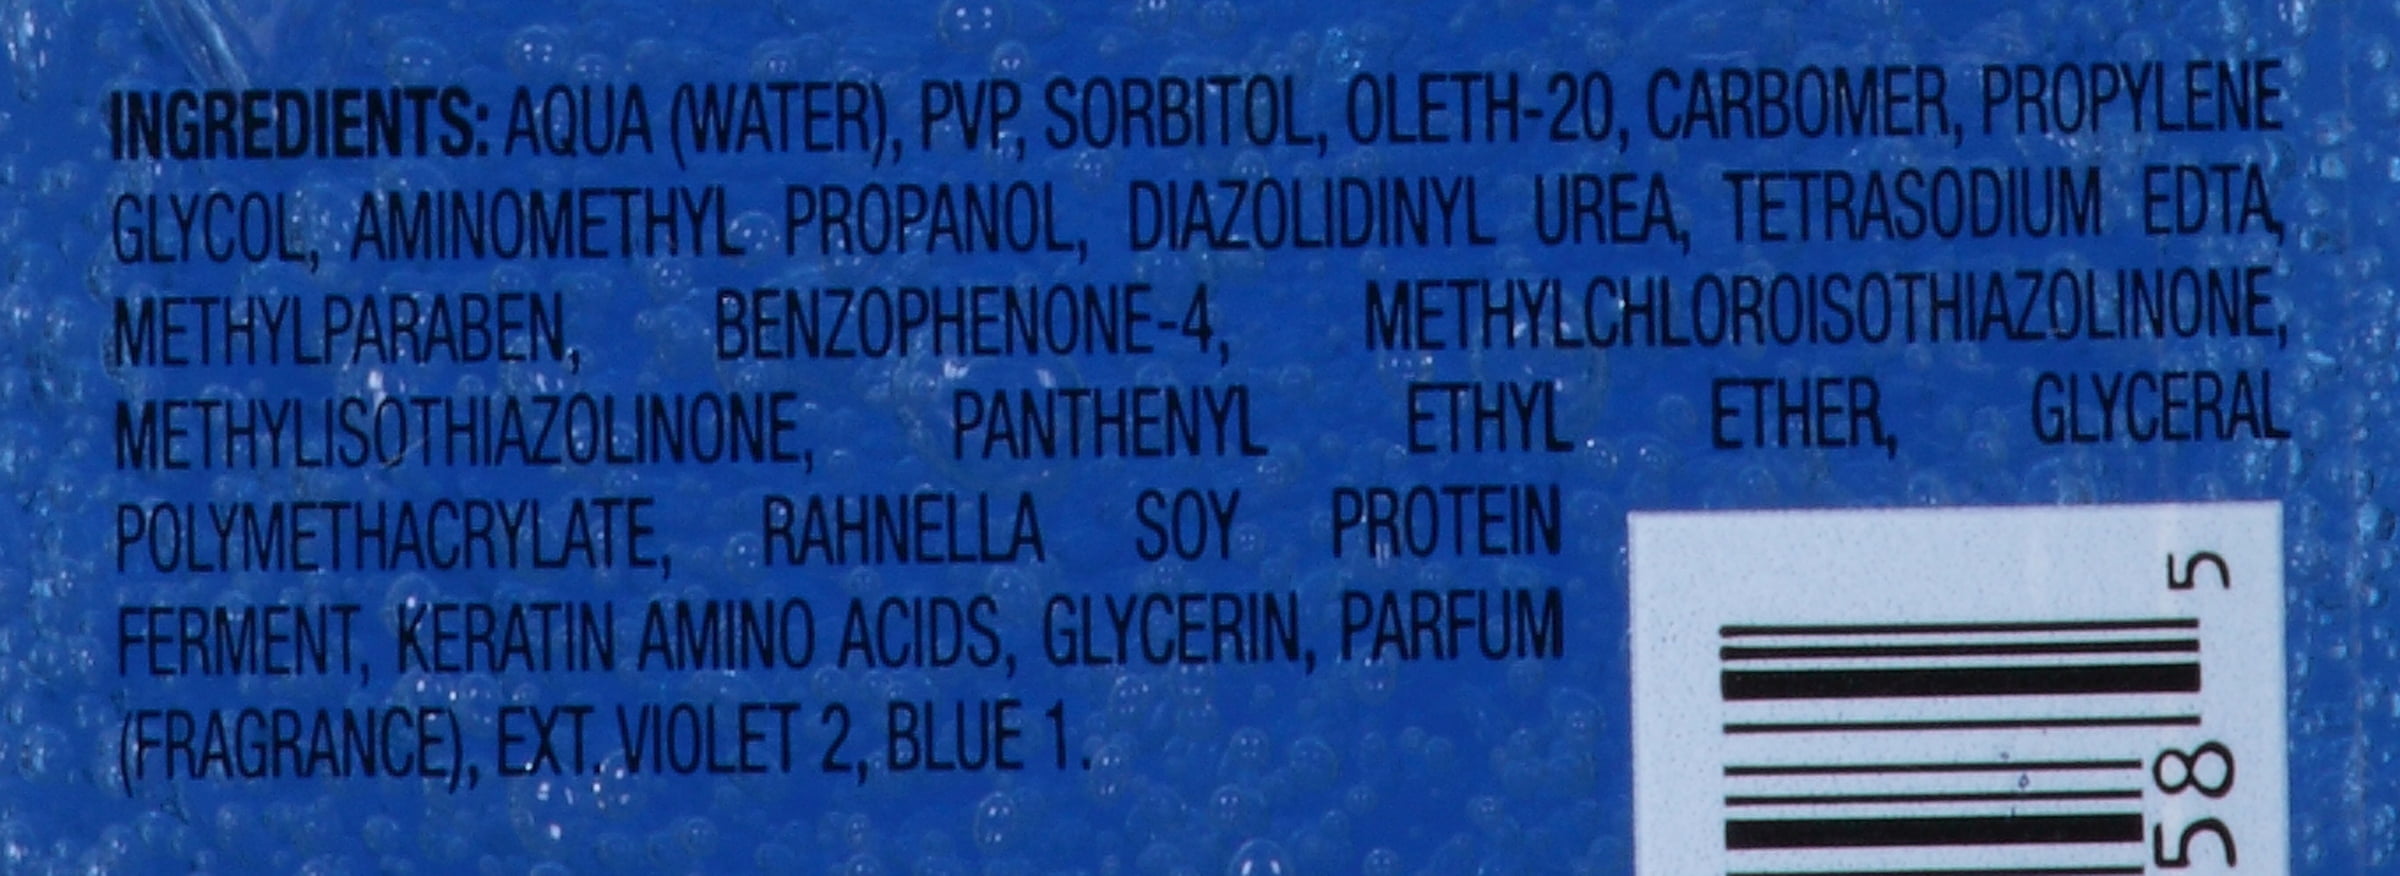 INGREDIENTS: AQUA (WATER), PVP, SORBITOL, OLETH-20, CARBOMER, PROPYLENE
GLYCOL, AMINOMETHYL PROPANOL, DIAZOLIDINYL UREA, TETRASODIUM EDTA,
METHYLPARABEN, BENZOPHENONE-4, METHYLCHLOROISOTHIAZOLINONE,
METHYLISOTHIAZOLINONE, PANTHENYL ETHYL ETHER, GLYCERAL
POLYMETHACRYLATE, RAHNELLA SOY PROTEIN
FERMENT, KERATIN AMINO ACIDS, GLYCERIN, PARFUM
(FRAGRANCE), EXT. VIOLET 2, BLUE 1.
58 5